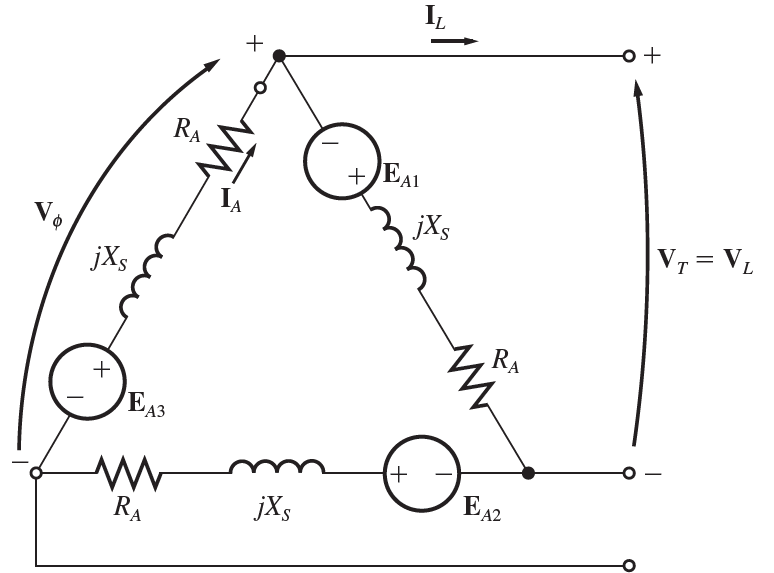 I_L
+
+
R_A
−
+
E_A1
I_A
V_ϕ
jX_S
jX_S
V_T = V_L
+
R_A
−
E_A3
−
+
−
−
R_A
jX_S
E_A2